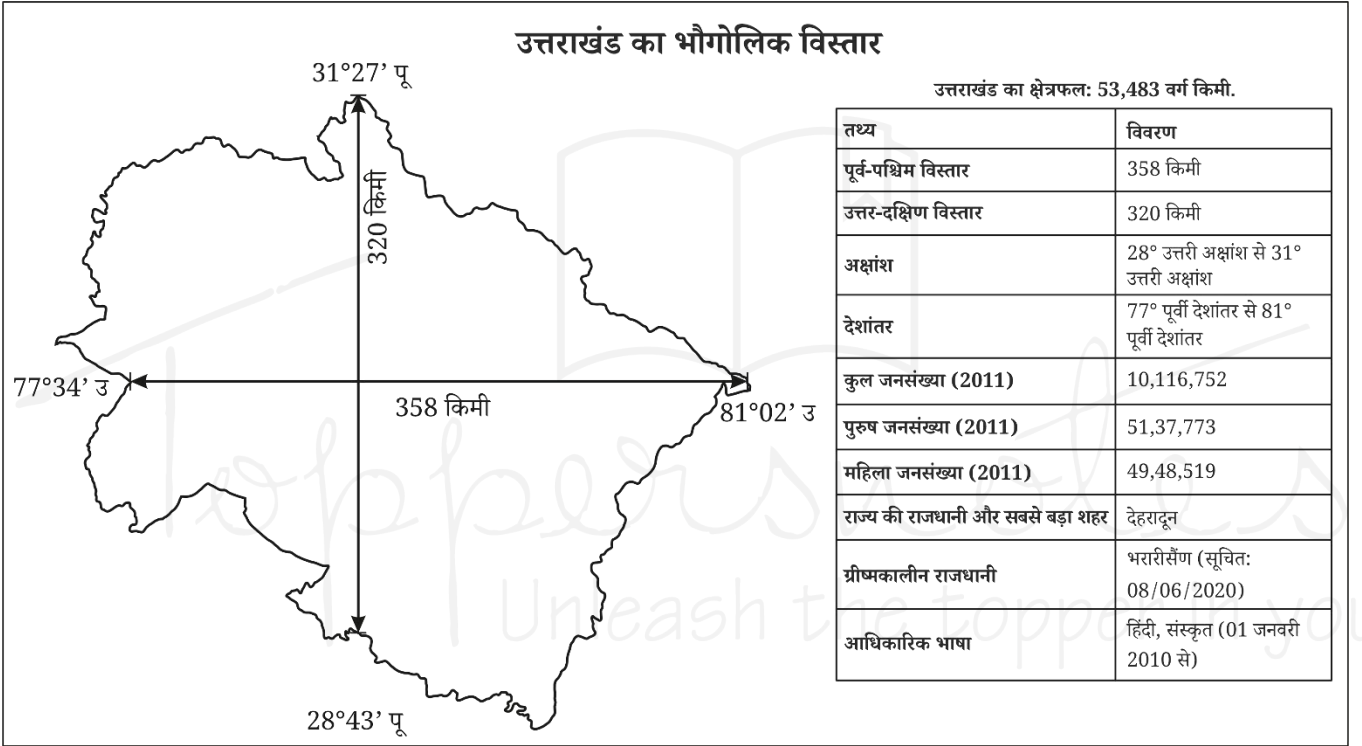 उत्तराखंड का भौगोलिक विस्तार
31°27’ पू
320 किमी
77°34’ उ
358 किमी
81°02’ उ
28°43’ पू
उत्तराखंड का क्षेत्रफल: 53,483 वर्ग किमी.
तथ्य विवरण
पूर्व-पश्चिम विस्तार 358 किमी
उत्तर-दक्षिण विस्तार 320 किमी
अक्षांश 28° उत्तरी अक्षांश से 31°
उत्तरी अक्षांश
देशांतर 77° पूर्वी देशांतर से 81°
पूर्वी देशांतर
कुल जनसंख्या (2011) 10,116,752
पुरुष जनसंख्या (2011) 51,37,773
महिला जनसंख्या (2011) 49,48,519
राज्य की राजधानी और सबसे बड़ा शहर देहरादून
ग्रीष्मकालीन राजधानी भरारीसैंण (सूचित:
08/06/2020)
आधिकारिक भाषा हिंदी, संस्कृत (01 जनवरी
2010 से)
Toppersnotes
Unleash the topper in you